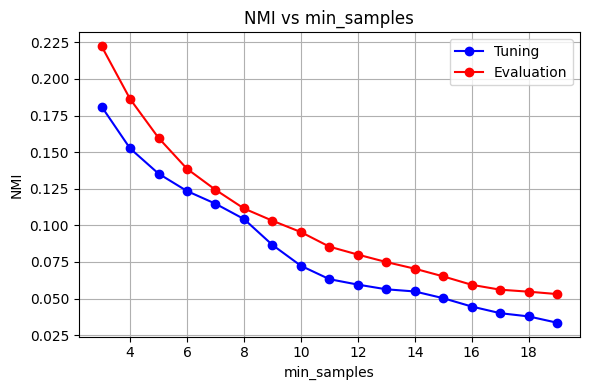 NMI vs min_samples
Tuning
Evaluation
NMI
0.225
0.200
0.175
0.150
0.125
0.100
0.075
0.050
0.025
4 6 8 10 12 14 16 18
min_samples